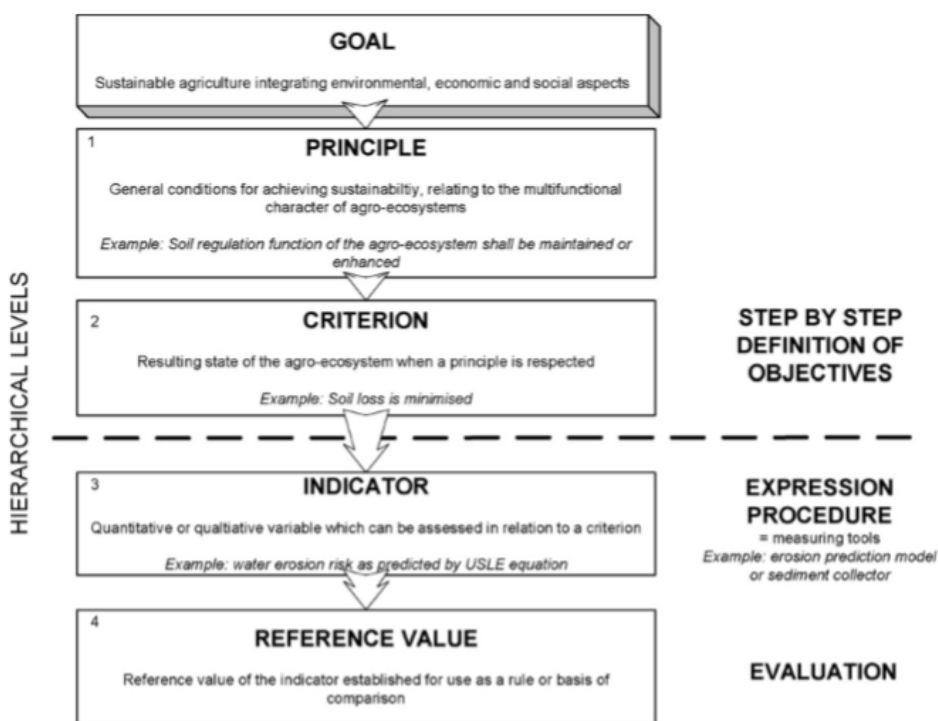 GOAL
Sustainable agriculture integrating environmental, economic and social aspects
1
PRINCIPLE
General conditions for achieving sustainabiltiy, relating to the multifunctional
character of agro-ecosystems
Example: Soil regulation function of the agro-ecosystem shall be maintained or
enhanced
2
CRITERION
Resulting state of the agro-ecosystem when a principle is respected
Example: Soil loss is minimised
3
INDICATOR
Quantitative or qualtiative variable which can be assessed in relation to a criterion
Example: water erosion risk as predicted by USLE equation
4
REFERENCE VALUE
Reference value of the indicator established for use as a rule or basis of
comparison
HIERARCHICAL LEVELS
STEP BY STEP
DEFINITION OF
OBJECTIVES
EXPRESSION
PROCEDURE
= measuring tools
Example: erosion prediction model
or sediment collector
EVALUATION